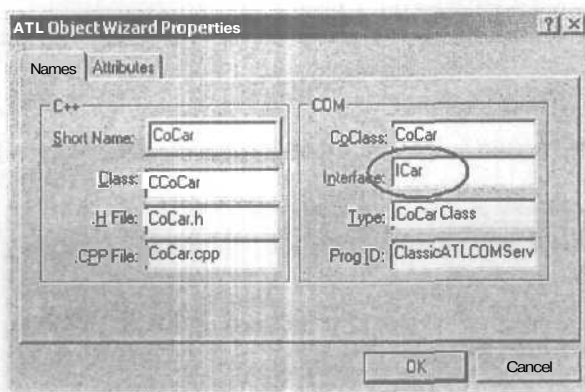 ATL Object Wizard Properties ? ×
Names Attributes
C++
Short Name: CoCar
Class: CCoCar
.H File: CoCar.h
.CPP File: CoCar.cpp
COM
CoClass: CoCar
Interface: ICar
Type: CoCar Class
Prog ID: ClassicATLCOMServ
OK Cancel